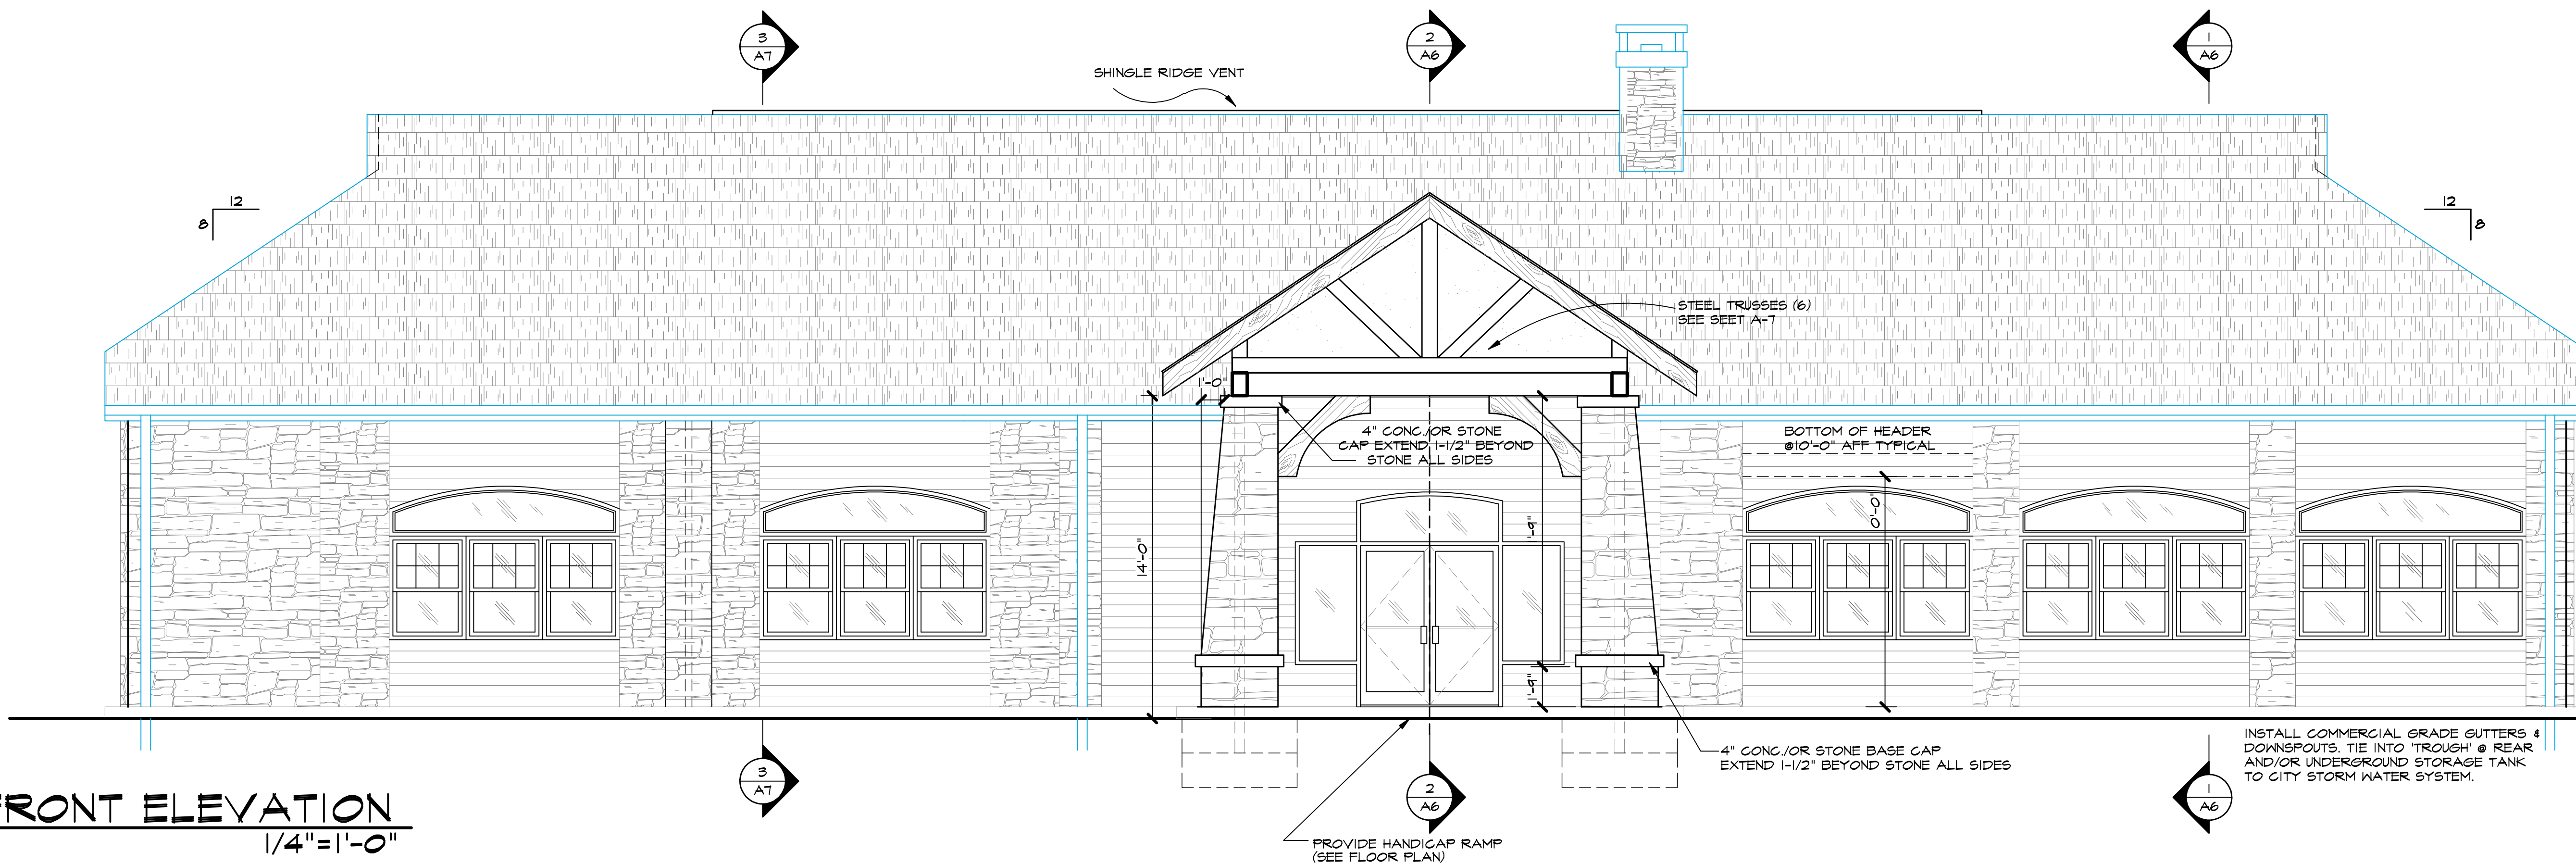 3
A7
2
A6
1
A6
SHINGLE RIDGE VENT
12
8
12
8
STEEL TRUSSES (6)
SEE SEET A-7
1'-0"
4" CONC./OR STONE
CAP EXTEND 1-1/2" BEYOND
STONE ALL SIDES
BOTTOM OF HEADER
@10'-0" AFF TYPICAL
0'-0"
14'-0"
1'-9"
1'-9"
4" CONC./OR STONE BASE CAP
EXTEND 1-1/2" BEYOND STONE ALL SIDES
INSTALL COMMERCIAL GRADE GUTTERS &
DOWNSPOUTS. TIE INTO 'TROUGH' @ REAR
AND/OR UNDERGROUND STORAGE TANK
TO CITY STORM WATER SYSTEM.
3
A7
2
A6
1
A6
PROVIDE HANDICAP RAMP
(SEE FLOOR PLAN)
FRONT ELEVATION
1/4"=1'-0"